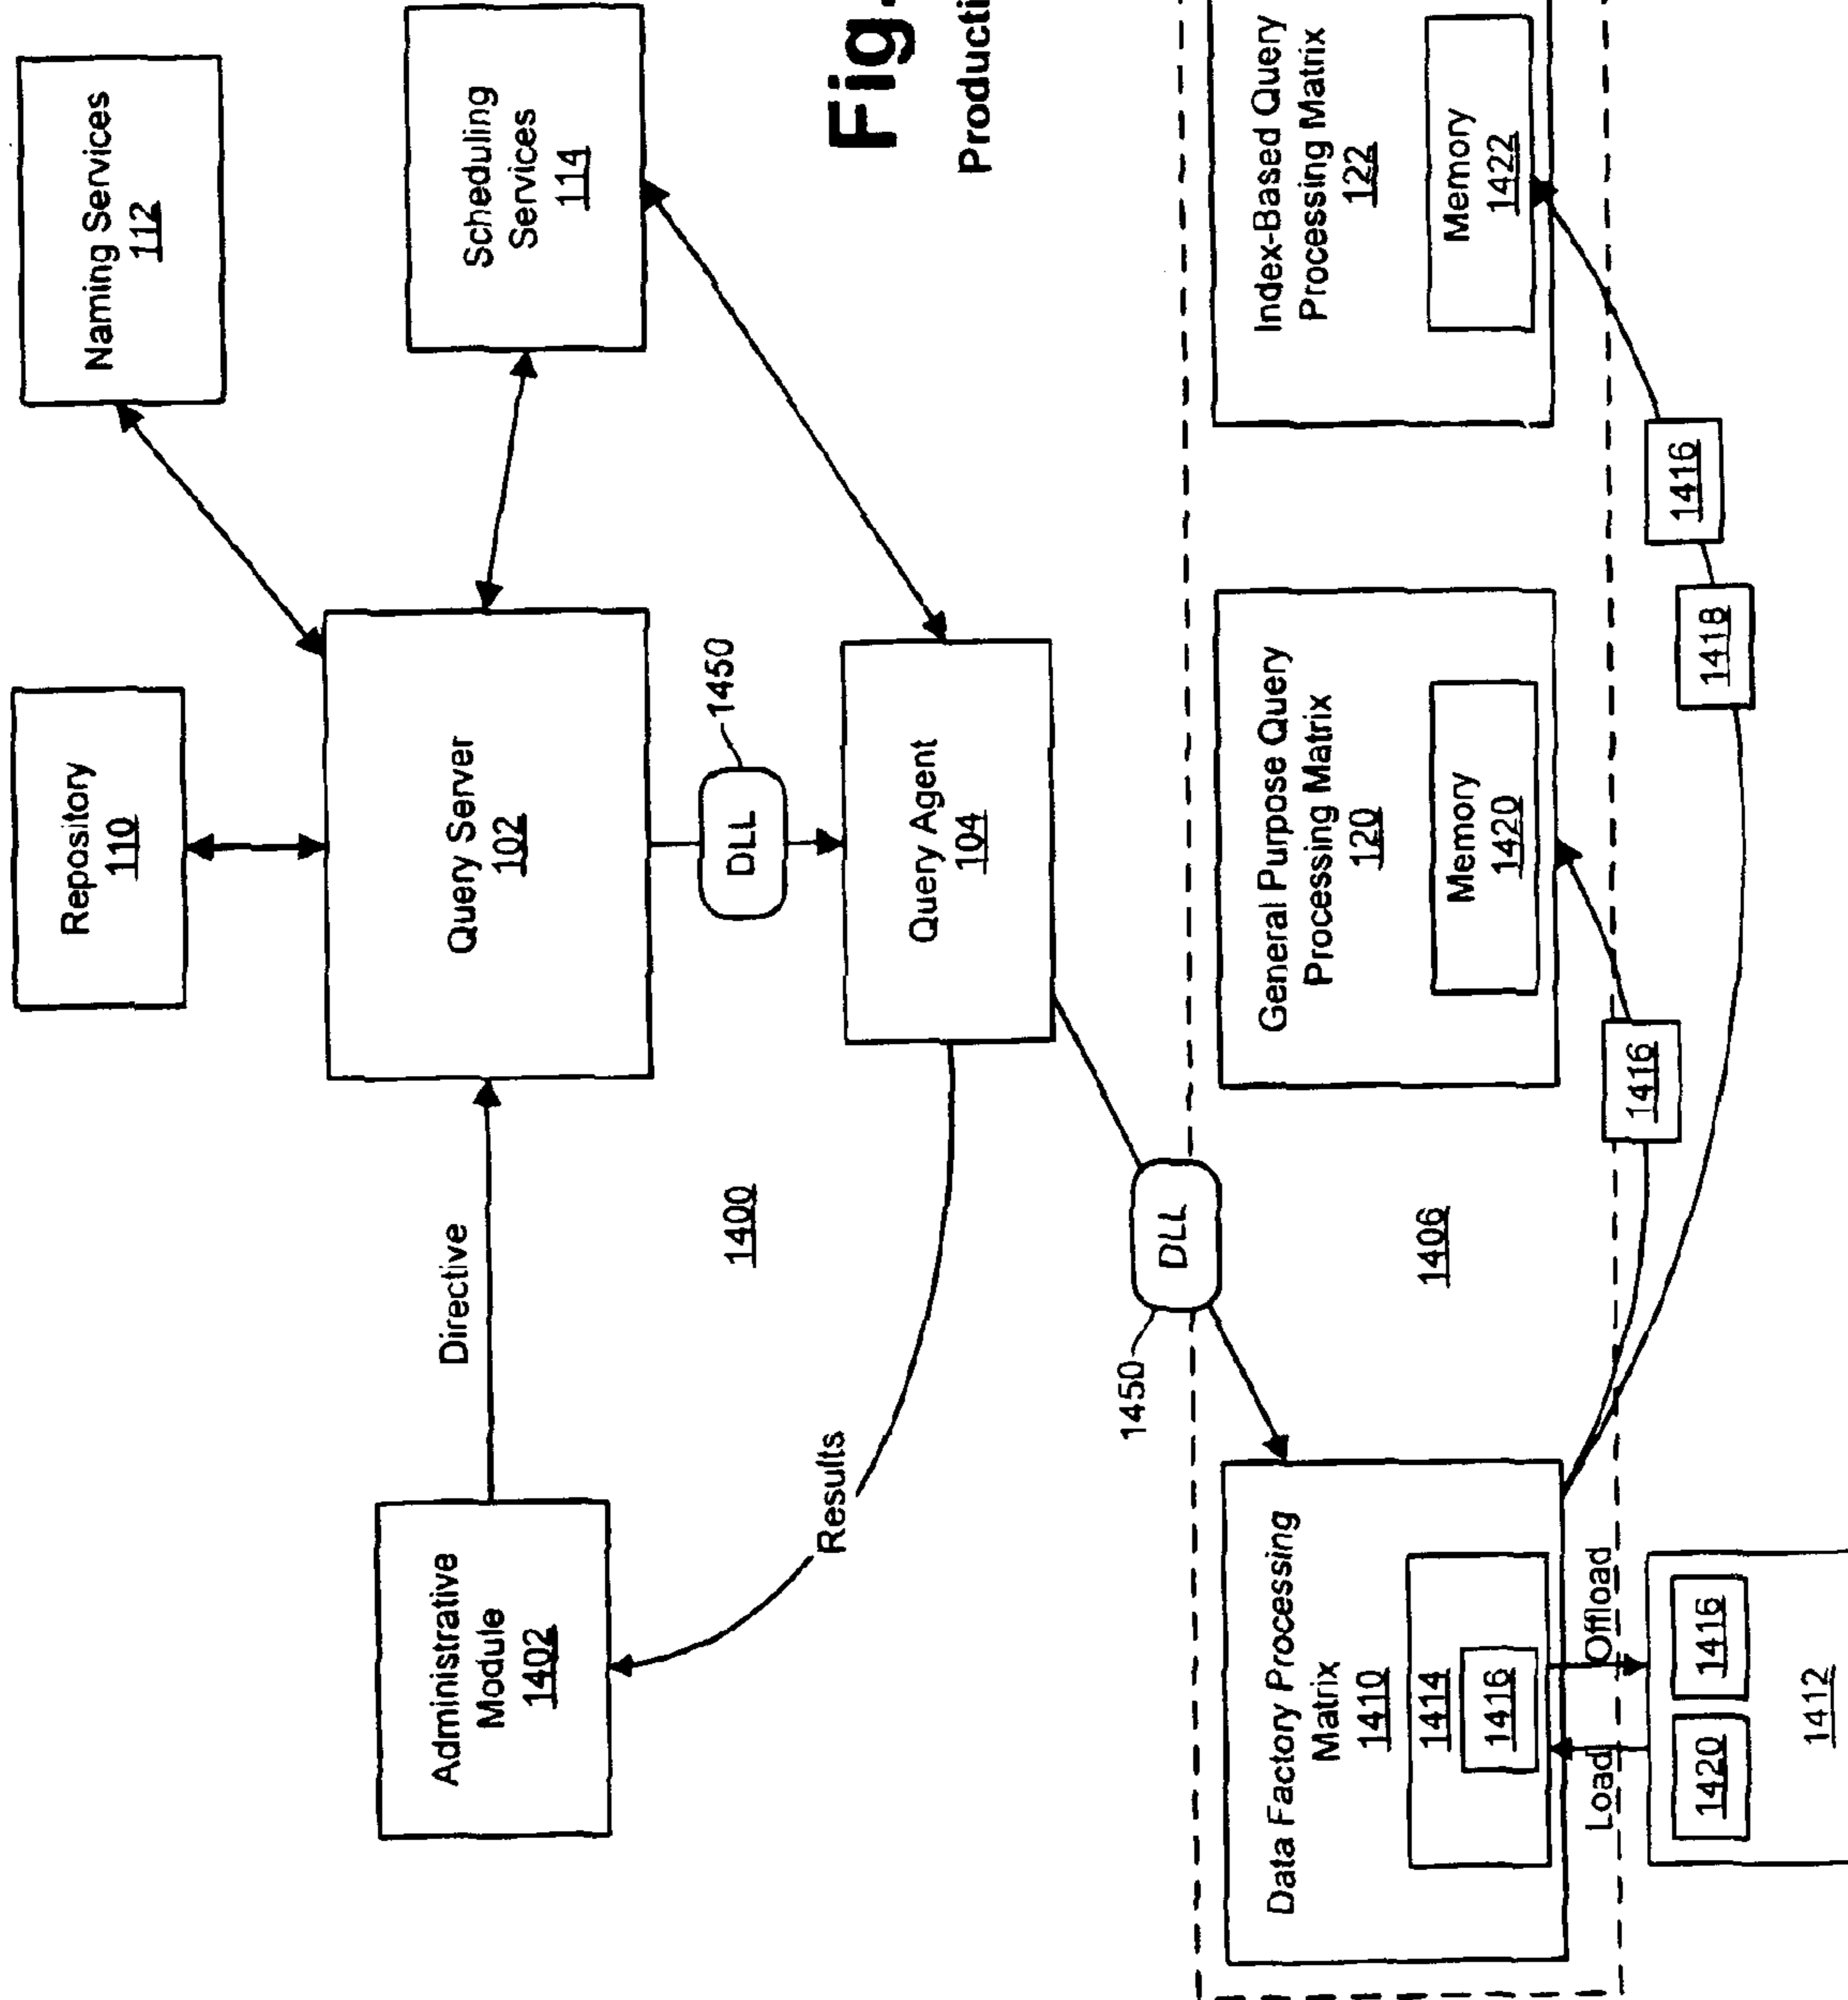 Repository
110
Naming Services
112
Administrative
Module
1402
Directive
Query Server
102
Scheduling
Services
114
1400
DLL
1450
Results
Query Agent
104
Fig.
Producti
1450
DLL
Data Factory Processing
Matrix
1410
1414
1416
1406
General Purpose Query
Processing Matrix
120
Memory
1420
Index-Based Query
Processing Matrix
122
Memory
1422
Load
Offload
1420
1416
1412
1416
1418
1416